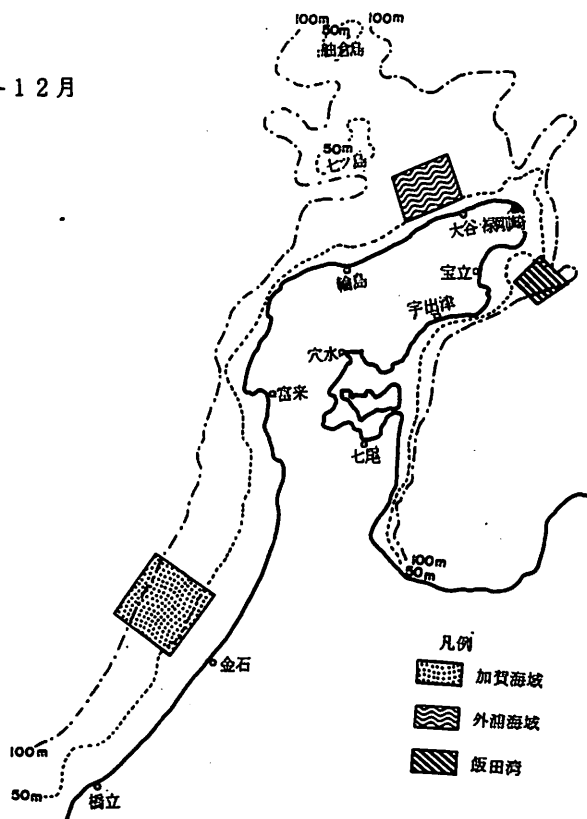 -12月
100m 100m
50m
舳倉島
50m
七ツ島
大谷 禄剛崎
輪島
宝立
宇出津
穴水
富来
七尾
100m
50m
金石
凡例
加賀海域
外浦海域
飯田湾
100m
50m
橋立